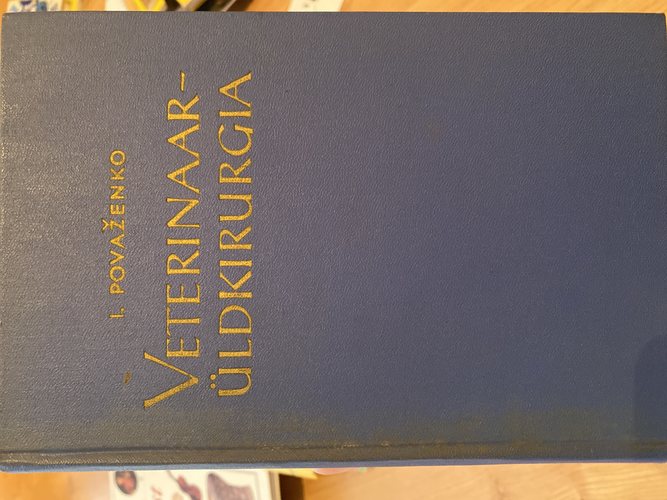 I. POVAŽENKO
VETERINAAR-
ÜLDKIRURGIA